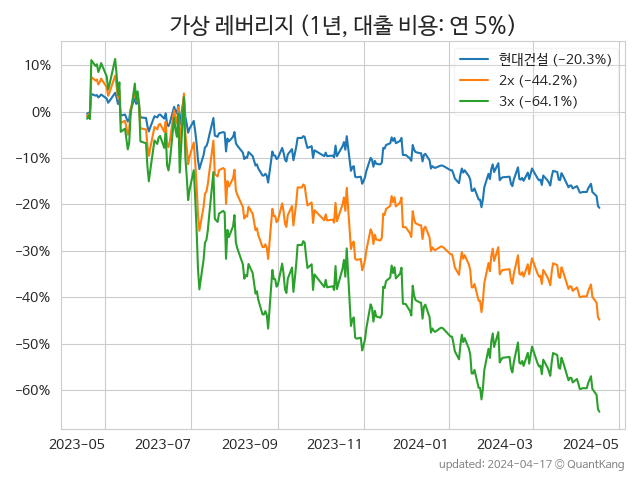 가상 레버리지 (1년, 대출 비용: 연 5%)
현대건설 (-20.3%)
2x (-44.2%)
3x (-64.1%)
10%
0%
-10%
-20%
-30%
-40%
-50%
-60%
2023-05 2023-07 2023-09 2023-11 2024-01 2024-03 2024-05
updated: 2024-04-17 © QuantKang